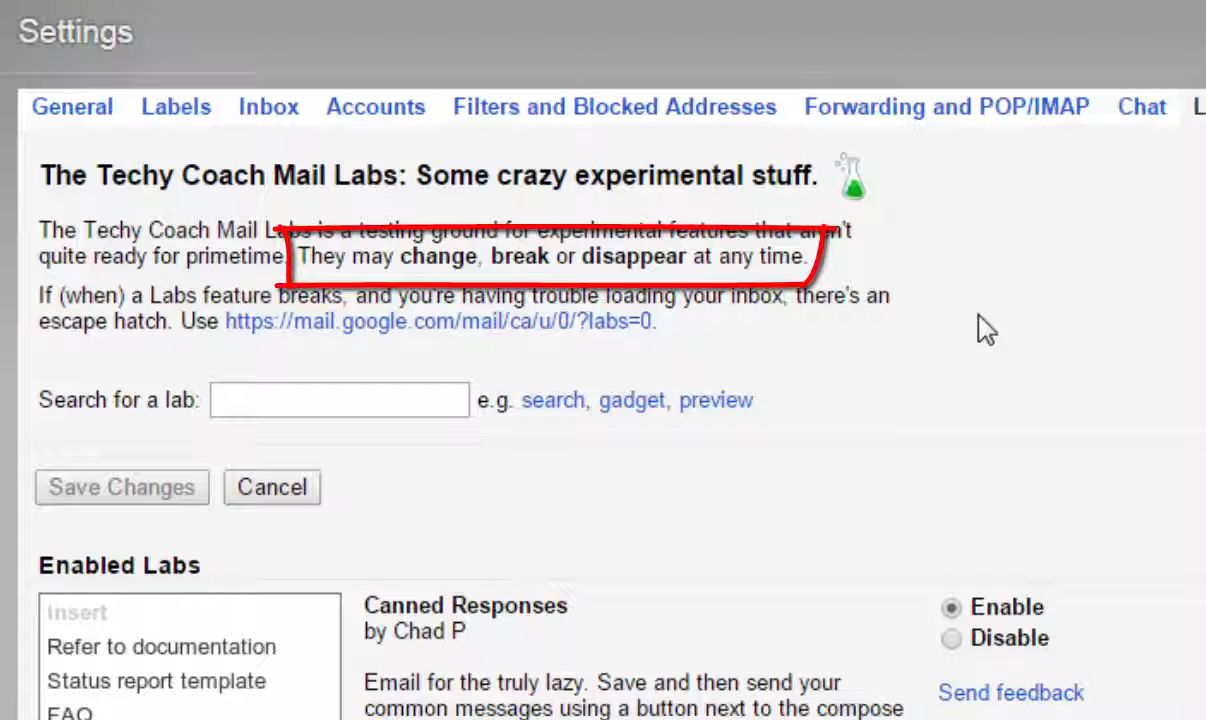 Settings
General Labels Inbox Accounts Filters and Blocked Addresses Forwarding and POP/IMAP Chat
The Techy Coach Mail Labs: Some crazy experimental stuff.
The Techy Coach Mail Labs is a testing ground for experimental features that aren't
quite ready for primetime. They may change, break or disappear at any time.
If (when) a Labs feature breaks, and you're having trouble loading your inbox, there's an
escape hatch. Use https://mail.google.com/mail/ca/u/0/?labs=0.
Search for a lab: e.g. search, gadget, preview
Save Changes Cancel
Enabled Labs
Insert
Refer to documentation
Status report template
FAQ
Canned Responses
by Chad P
Email for the truly lazy. Save and then send your
common messages using a button next to the compose
Enable
Disable
Send feedback